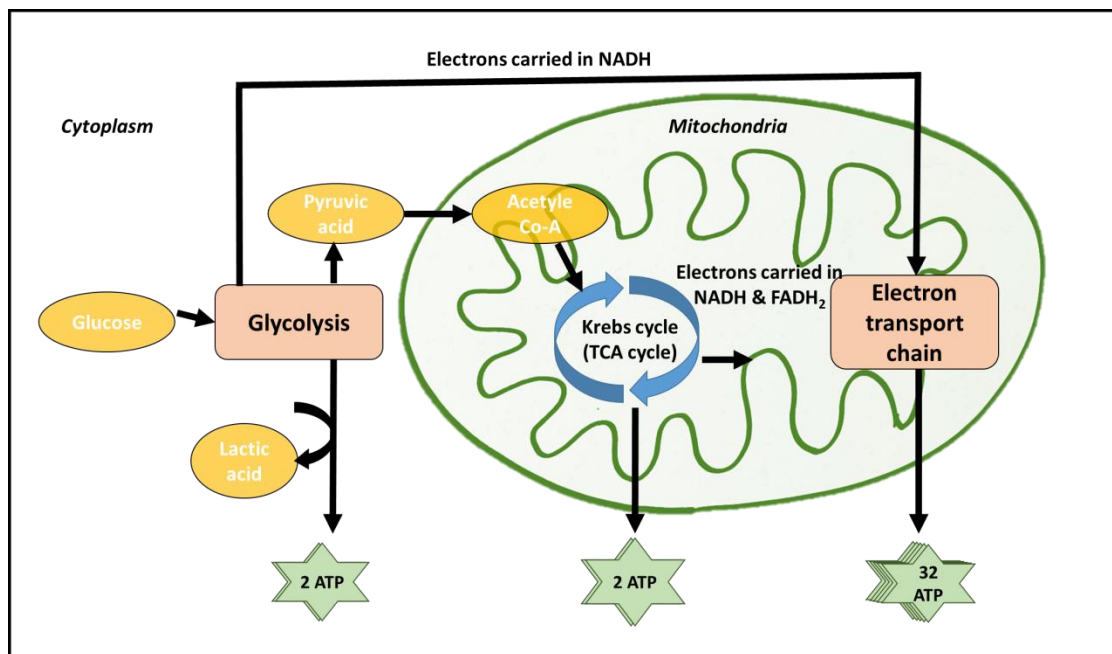 Electrons carried in NADH
Cytoplasm
Mitochondria
Pyruvic
acid
Acetyle
Co-A
Electrons carried in
NADH & FADH₂
Glucose
Glycolysis
Krebs cycle
(TCA cycle)
Electron
transport
chain
Lactic
acid
2 ATP
2 ATP
32
ATP